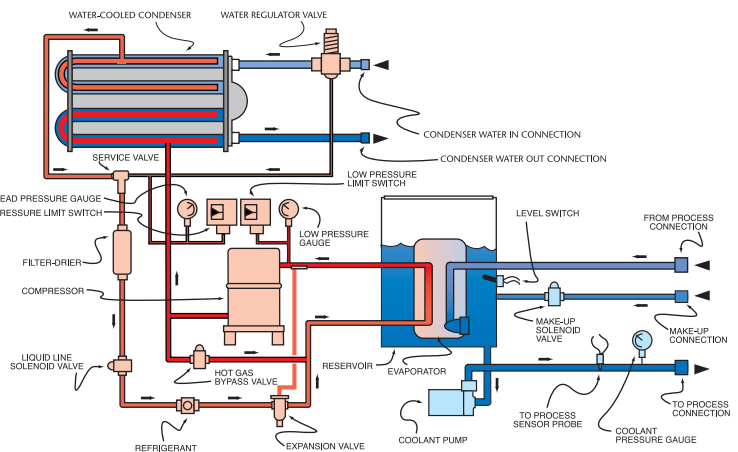 WATER-COOLED CONDENSER
WATER REGULATOR VALVE
CONDENSER WATER IN CONNECTION
CONDENSER WATER OUT CONNECTION
SERVICE VALVE
LOW PRESSURE
LIMIT SWITCH
EAD PRESSURE GAUGE
RESSURE LIMIT SWITCH
LOW PRESSURE
GAUGE
LEVEL SWITCH
FROM PROCESS
CONNECTION
FILTER-DRIER
COMPRESSOR
MAKE-UP
SOLENOID
VALVE
MAKE-UP
CONNECTION
LIQUID LINE
SOLENOID VALVE
HOT GAS
BYPASS VALVE
RESERVOIR
EVAPORATOR
TO PROCESS
SENSOR PROBE
COOLANT
PRESSURE GAUGE
TO PROCESS
CONNECTION
REFRIGERANT
EXPANSION VALVE
COOLANT PUMP